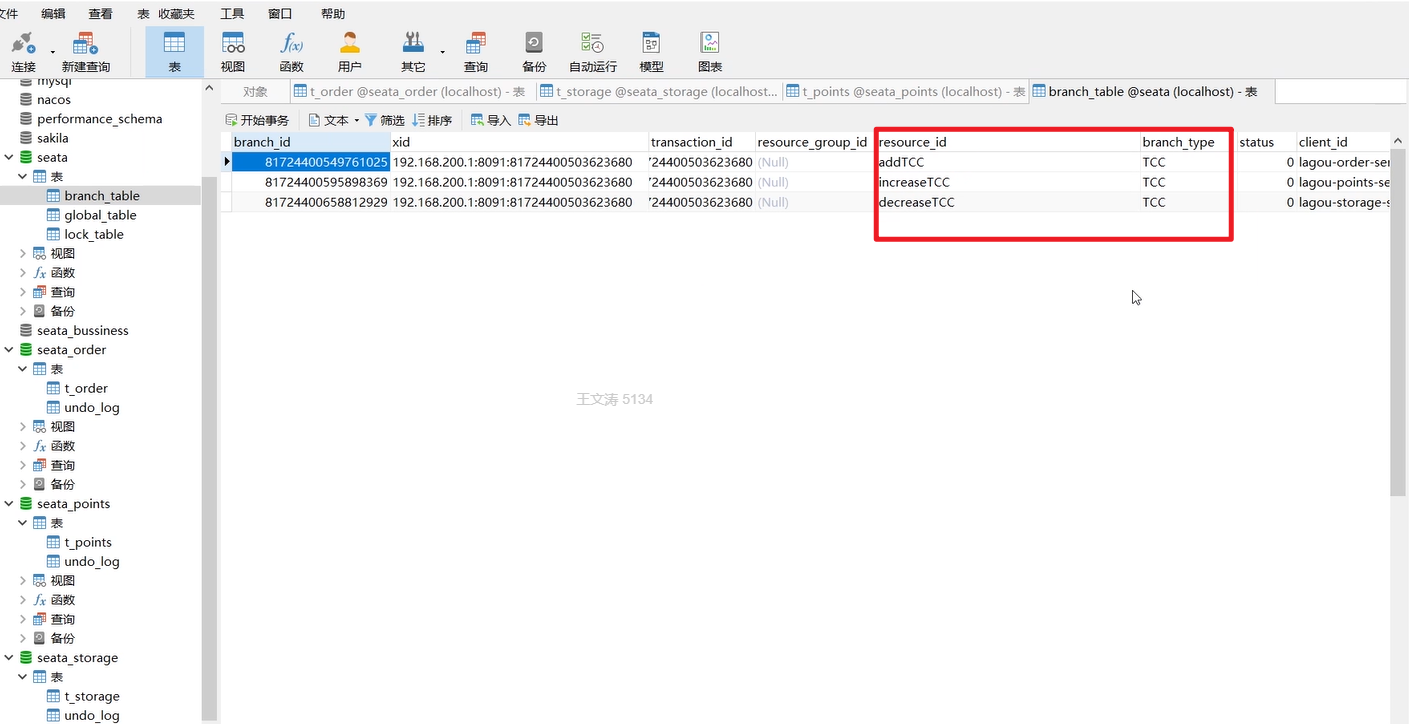 文件 编辑 查看 表 收藏夹 工具 窗口 帮助
连接 新建查询 表 视图 函数 用户 其它 查询 备份 自动运行 模型 图表
对象 t_order @seata_order (localhost) - 表 t_storage @seata_storage (localhost... t_points @seata_points (localhost) - 表 branch_table @seata (localhost) - 表
开始事务 文本 筛选 排序 导入 导出
branch_id xid transaction_id resource_group_id resource_id branch_type status client_id
81724400549761025 192.168.200.1:8091:81724400503623680 724400503623680 (Null) addTCC TCC 0 lagou-order-ser
81724400595898369 192.168.200.1:8091:81724400503623680 724400503623680 (Null) increaseTCC TCC 0 lagou-points-se
81724400658812929 192.168.200.1:8091:81724400503623680 724400503623680 (Null) decreaseTCC TCC 0 lagou-storage-s
mysql
nacos
performance_schema
sakila
seata
表
branch_table
global_table
lock_table
视图
函数
查询
备份
seata_bussiness
seata_order
表
t_order
undo_log
视图
函数
查询
备份
seata_points
表
t_points
undo_log
视图
函数
查询
备份
seata_storage
表
t_storage
undo_log
王文涛 5134